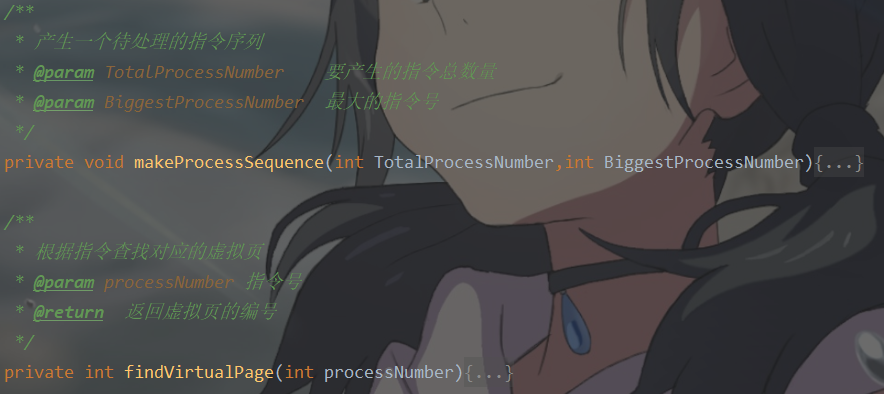 /**
 * 产生一个待处理的指令序列
 * @param TotalProcessNumber    要产生的指令总数量
 * @param BiggestProcessNumber  最大的指令号
 */
private void makeProcessSequence(int TotalProcessNumber,int BiggestProcessNumber){...}
/**
 * 根据指令查找对应的虚拟页
 * @param processNumber 指令号
 * @return  返回虚拟页的编号
 */
private int findVirtualPage(int processNumber){...}